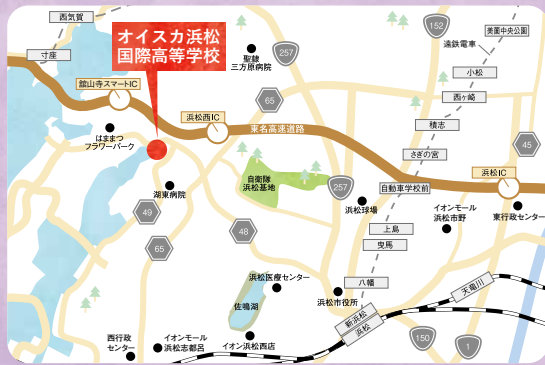 西気賀
寸座
オイスカ浜松
国際高等学校
聖隷
三方原病院
257
152
美薗中央公園
遠鉄電車
小松
西ヶ崎
積志
さぎの宮
舘山寺スマートIC
65
浜松西IC
東名高速道路
はままつ
フラワーパーク
45
浜松IC
自衛隊
浜松基地
257
自動車学校前
湖東病院
浜松球場
イオンモール
浜松市野
東行政センター
49
48
65
上島
曳馬
浜松医療センター
八幡
天竜川
佐鳴湖
浜松市役所
新浜松
浜松
西行政
センター
イオンモール
浜松志都呂
イオン浜松西店
150
1